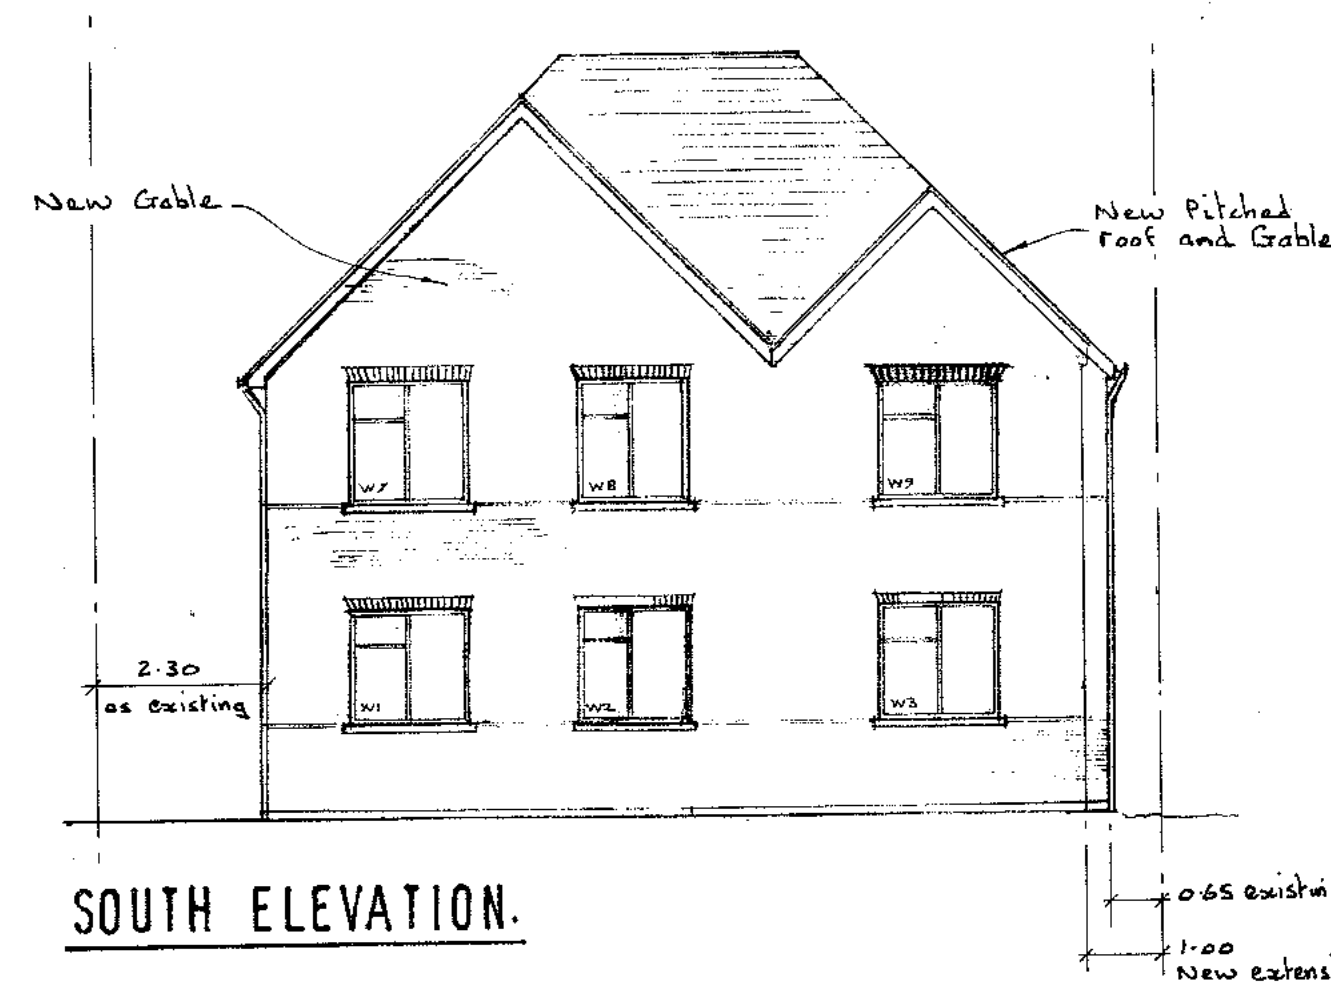 New Gable
New Pitched
roof and Gable
W7
W8
W9
2.30
as existing
W1
W2
W3
SOUTH ELEVATION.
0.65 existin
1.00
New extens